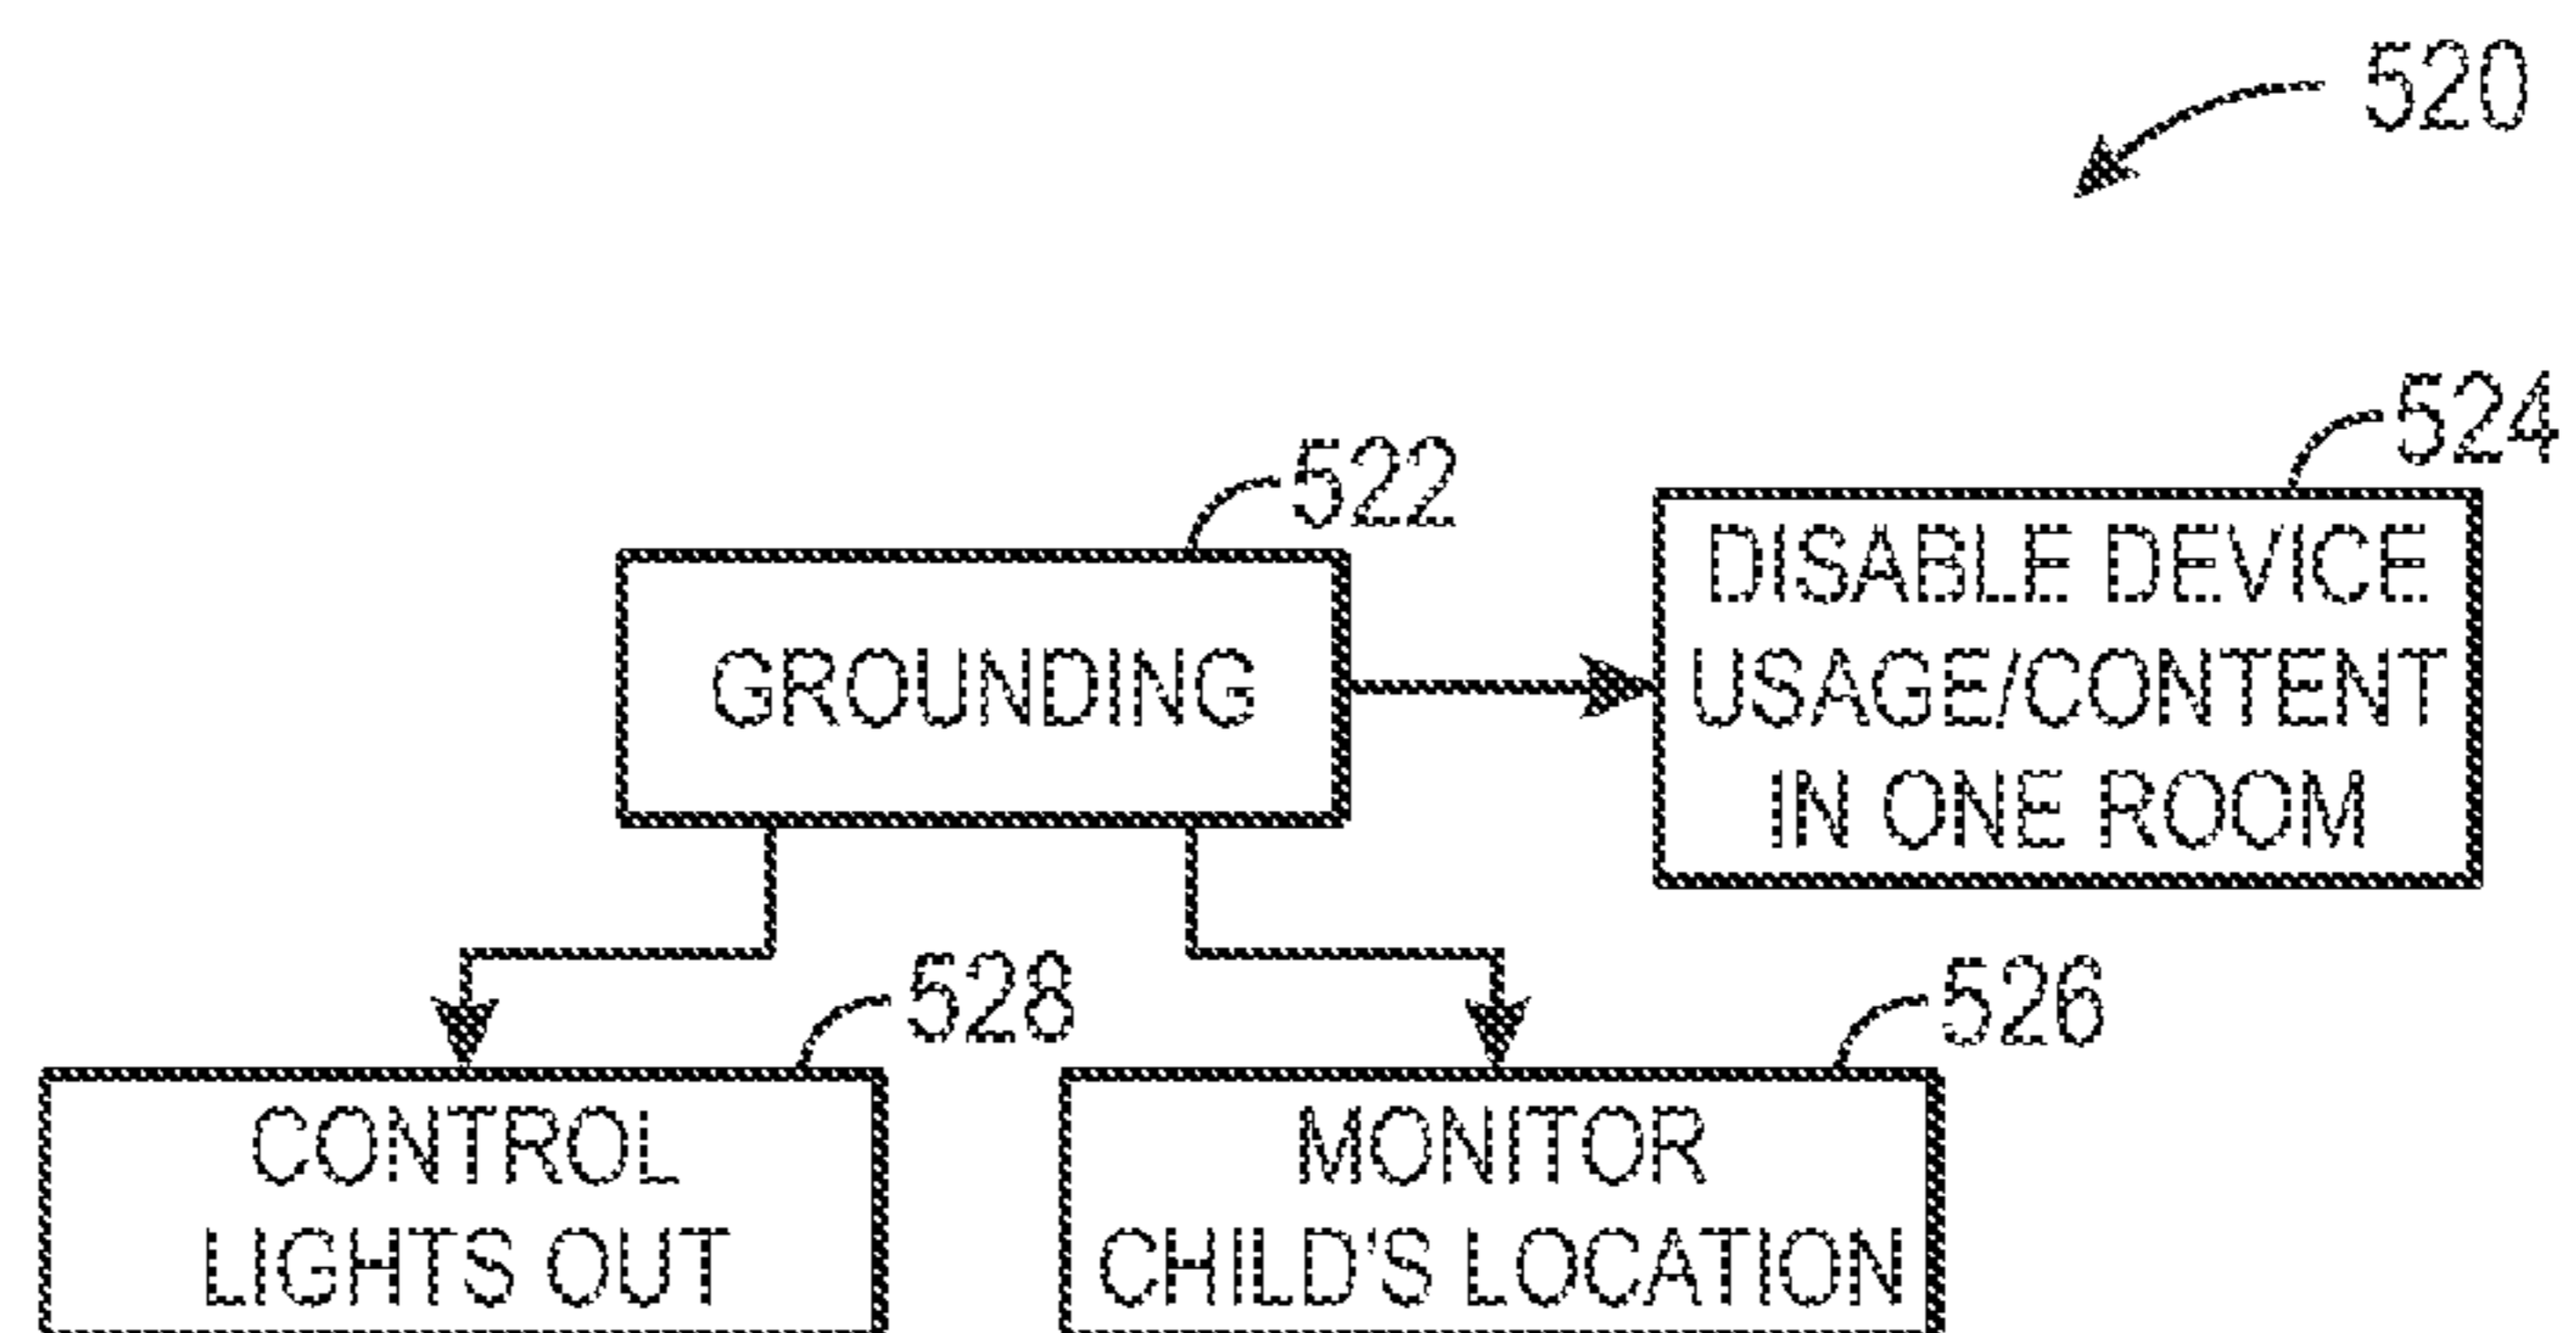 520
524
522
DISABLE DEVICE
USAGE/CONTENT
IN ONE ROOM
GROUNDING
528
526
CONTROL
LIGHTS OUT
MONITOR
CHILD'S LOCATION